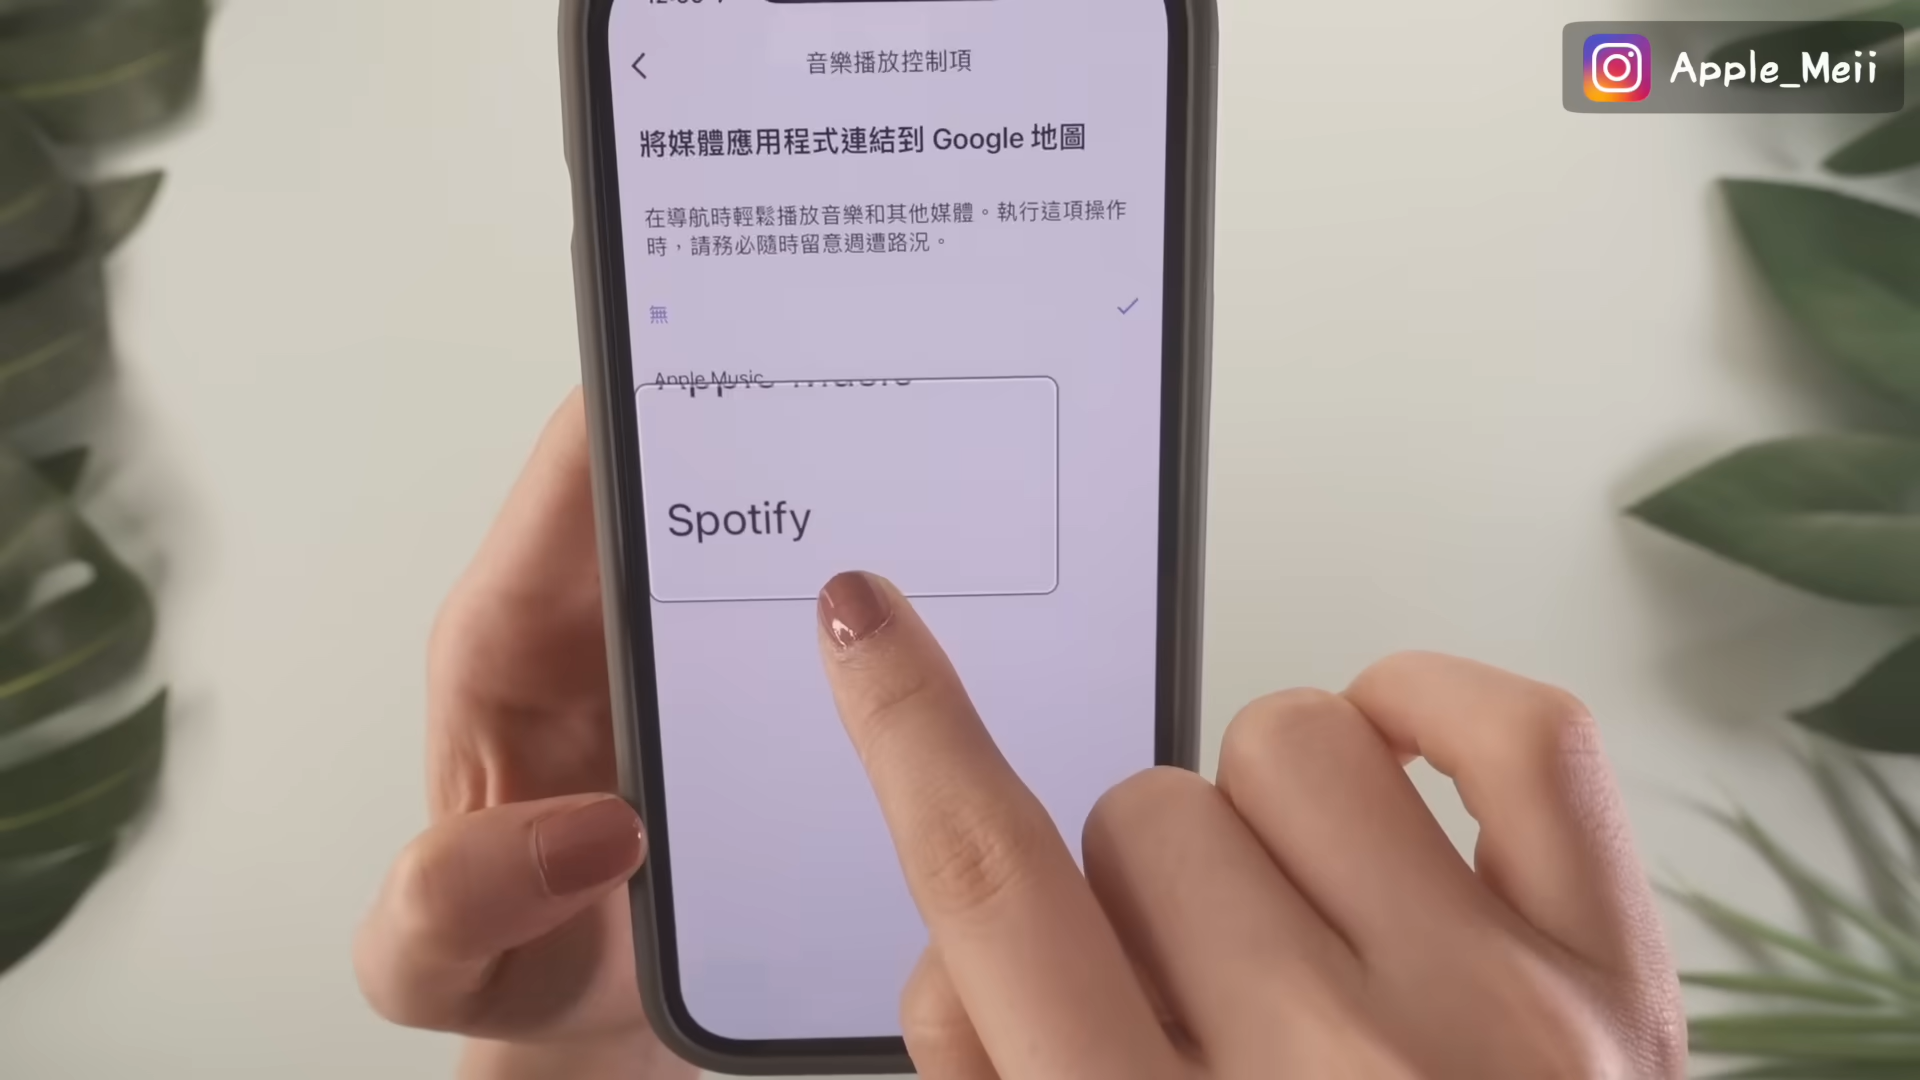 音樂播放控制項
將媒體應用程式連結到 Google 地圖
在導航時輕鬆播放音樂和其他媒體。執行這項操作
時，請務必隨時留意週遭路況。
無
Apple Music
Spotify
Apple_Meii